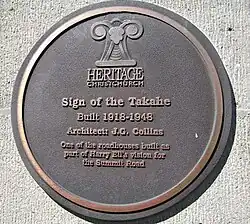 HERITAGE
CHRISTCHURCH
Sign of the Takahe
Built 1918-1948
Architect: J.G. Collins
One of the roadhouses built as
part of Harry Ell's vision for
the Summit Road